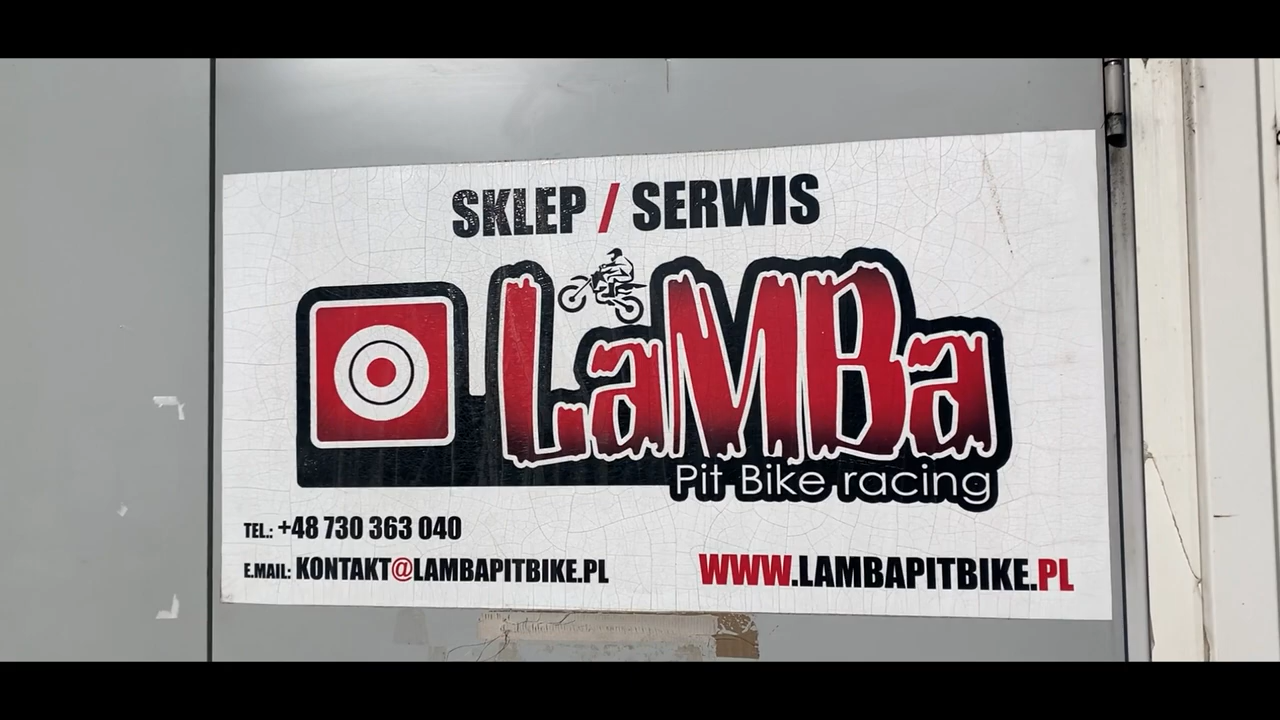 SKLEP / SERWIS
LaMBa
Pit Bike racing
TEL.: +48 730 363 040
E.MAIL: KONTAKT@LAMBAPITBIKE.PL
WWW.LAMBAPITBIKE.PL